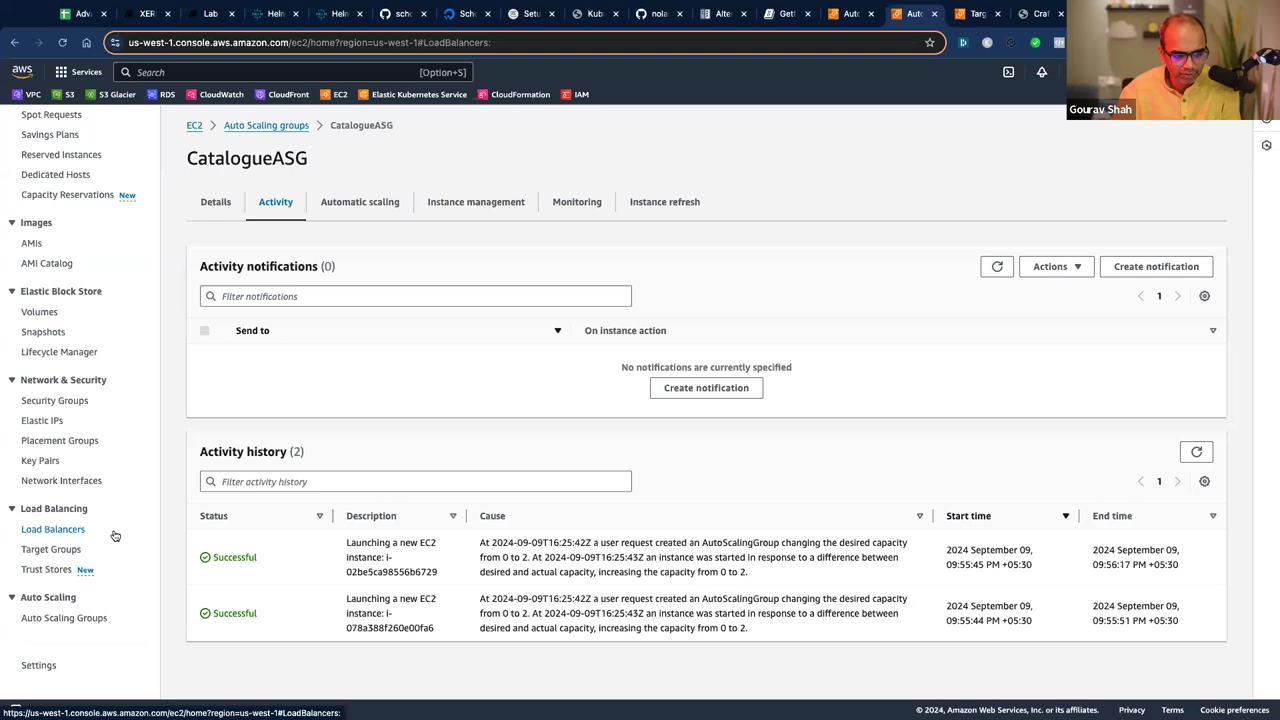 Adv
XER
Lab
Heln
Heln
scho
Scho
Setu
Kube
nola
Alte
Getl
Auto
Auto
Targ
Craf
us-west-1.console.aws.amazon.com/ec2/home?region=us-west-1#LoadBalancers:
aws
Services
Search
[Option+S]
VPC
S3
S3 Glacier
RDS
CloudWatch
CloudFront
EC2
Elastic Kubernetes Service
CloudFormation
IAM
Gourav Shah
Spot Requests
Savings Plans
Reserved Instances
Dedicated Hosts
Capacity Reservations New
Images
AMIs
AMI Catalog
Elastic Block Store
Volumes
Snapshots
Lifecycle Manager
Network & Security
Security Groups
Elastic IPs
Placement Groups
Key Pairs
Network Interfaces
Load Balancing
Load Balancers
Target Groups
Trust Stores New
Auto Scaling
Auto Scaling Groups
Settings
EC2 > Auto Scaling groups > CatalogueASG
CatalogueASG
Details
Activity
Automatic scaling
Instance management
Monitoring
Instance refresh
Activity notifications (0)
Actions
Create notification
Filter notifications
1
Send to
On instance action
No notifications are currently specified
Create notification
Activity history (2)
Filter activity history
1
Status
Description
Cause
Start time
End time
Successful
Launching a new EC2
instance: i-
02be5ca98556b6729
At 2024-09-09T16:25:42Z a user request created an AutoScalingGroup changing the desired capacity
from 0 to 2. At 2024-09-09T16:25:43Z an instance was started in response to a difference between
desired and actual capacity, increasing the capacity from 0 to 2.
2024 September 09,
09:55:45 PM +05:30
2024 September 09,
09:56:17 PM +05:30
Successful
Launching a new EC2
instance: i-
078a388f260e00fa6
At 2024-09-09T16:25:42Z a user request created an AutoScalingGroup changing the desired capacity
from 0 to 2. At 2024-09-09T16:25:43Z an instance was started in response to a difference between
desired and actual capacity, increasing the capacity from 0 to 2.
2024 September 09,
09:55:44 PM +05:30
2024 September 09,
09:55:51 PM +05:30
https://us-west-1.console.aws.amazon.com/ec2/home?region=us-west-1#LoadBalancers:
© 2024, Amazon Web Services, Inc. or its affiliates.
Privacy
Terms
Cookie preferences